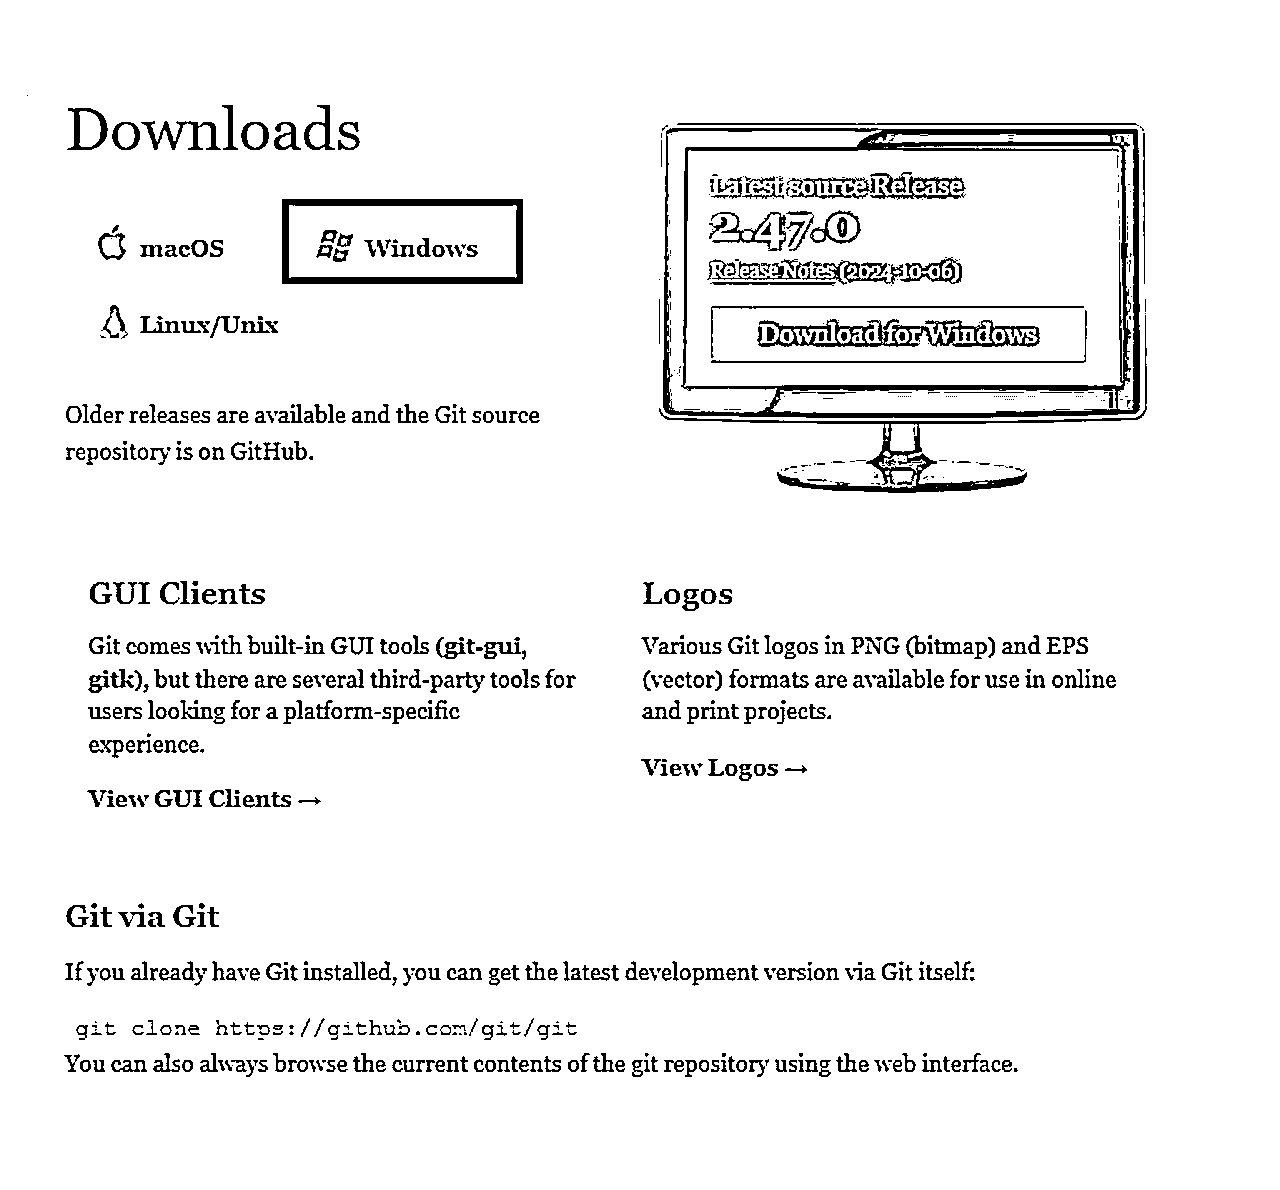 Downloads
macOS
Windows
Linux/Unix
Older releases are available and the Git source
repository is on GitHub.
Latest source Release
2.47.0
Release Notes (2024-10-06)
Download for Windows
GUI Clients
Git comes with built-in GUI tools (git-gui,
gitk), but there are several third-party tools for
users looking for a platform-specific
experience.
View GUI Clients →
Logos
Various Git logos in PNG (bitmap) and EPS
(vector) formats are available for use in online
and print projects.
View Logos →
Git via Git
If you already have Git installed, you can get the latest development version via Git itself:
git clone https://github.com/git/git
You can also always browse the current contents of the git repository using the web interface.